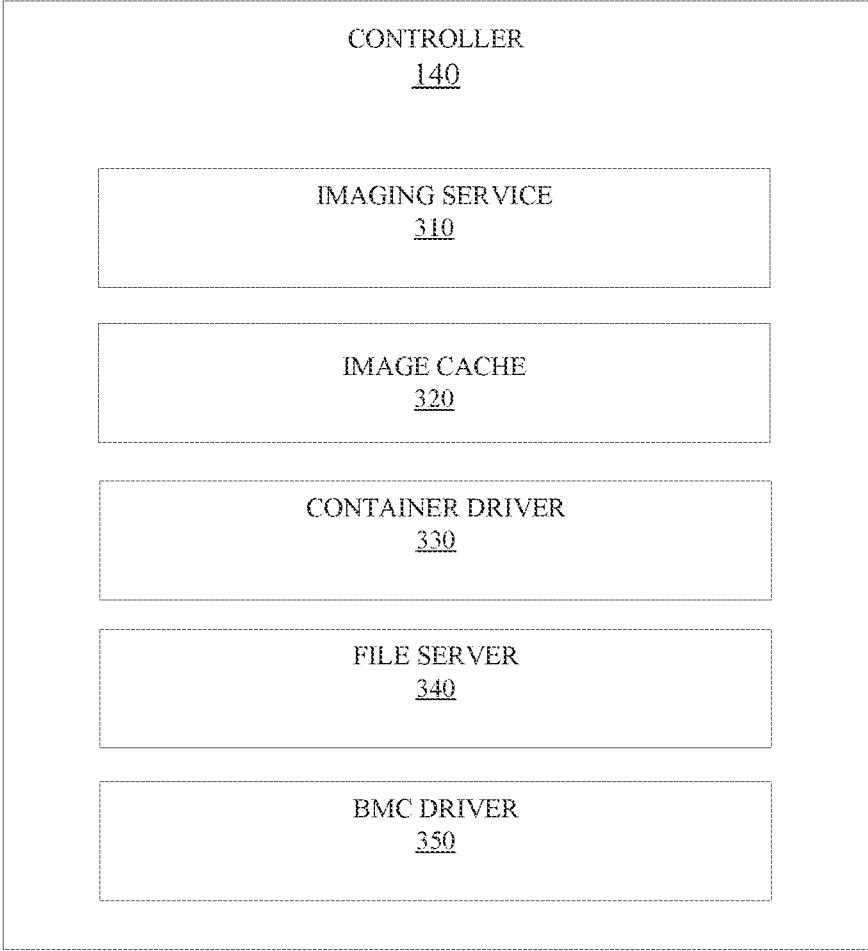 CONTROLLER
140
IMAGING SERVICE
310
IMAGE CACHE
320
CONTAINER DRIVER
330
FILE SERVER
340
BMC DRIVER
350